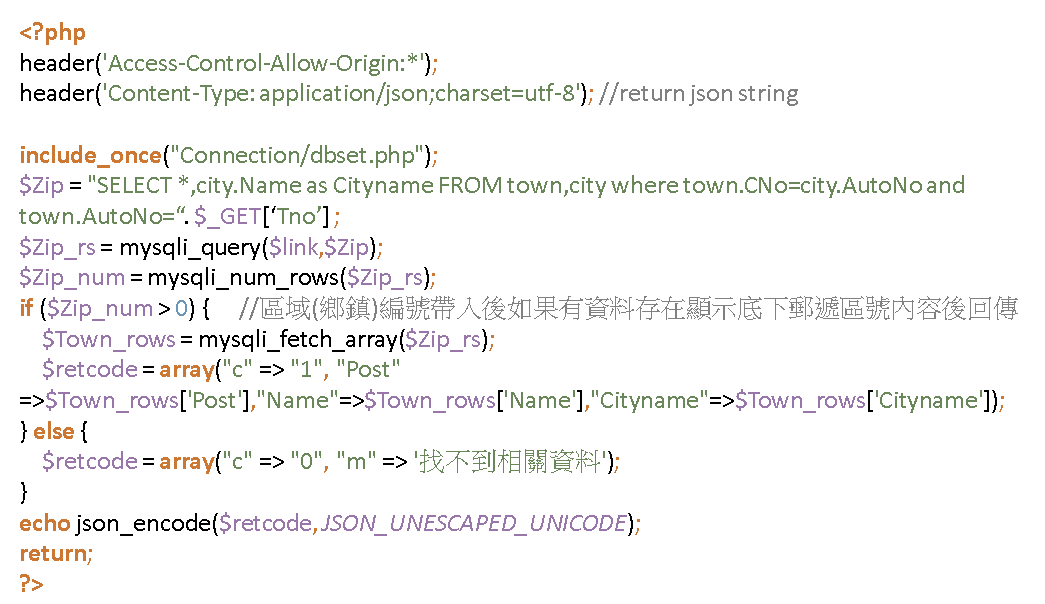 <?php
header('Access-Control-Allow-Origin:*');
header('Content-Type: application/json;charset=utf-8'); //return json string
include_once("Connection/dbset.php");
$Zip = "SELECT *,city.Name as Cityname FROM town,city where town.CNo=city.AutoNo and
town.AutoNo=“. $_GET[‘Tno’] ;
$Zip_rs = mysqli_query($link,$Zip);
$Zip_num = mysqli_num_rows($Zip_rs);
if ($Zip_num > 0) { //區域(鄉鎮)編號帶入後如果有資料存在顯示底下郵遞區號內容後回傳
$Town_rows = mysqli_fetch_array($Zip_rs);
$retcode = array("c" => "1", "Post"
=>$Town_rows['Post'],"Name"=>$Town_rows['Name'],"Cityname"=>$Town_rows['Cityname']);
} else {
$retcode = array("c" => "0", "m" => '找不到相關資料');
}
echo json_encode($retcode,JSON_UNESCAPED_UNICODE);
return;
?>